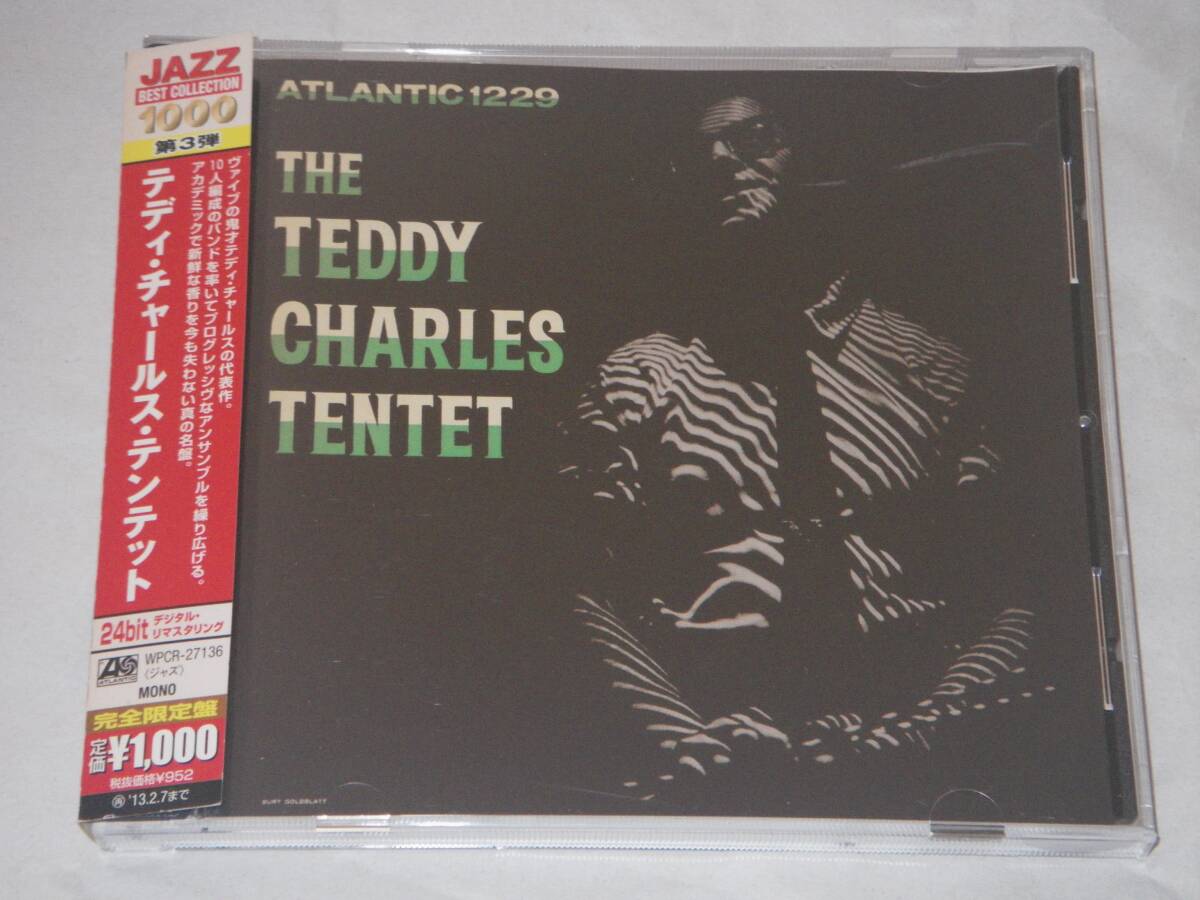 JAZZ
BEST COLLECTION
1000
第3弾
ヴァイブの鬼才テディ・チャールスの代表作。
10人編成のバンドを率いてプログレッシヴなアンサンブルを繰り広げる。
アカデミックで新鮮な香りを今も失わない真の名盤。
テディ・チャールス・テンテット
24bit デジタル・
リマスタリング
ATLANTIC
WPCR-27136
〈ジャズ〉
MONO
完全限定盤
定価¥1,000
税抜価格¥952
再 '13.2.7まで
ATLANTIC 1229
THE
TEDDY
CHARLES
TENTET
BURT GOLDBLATT